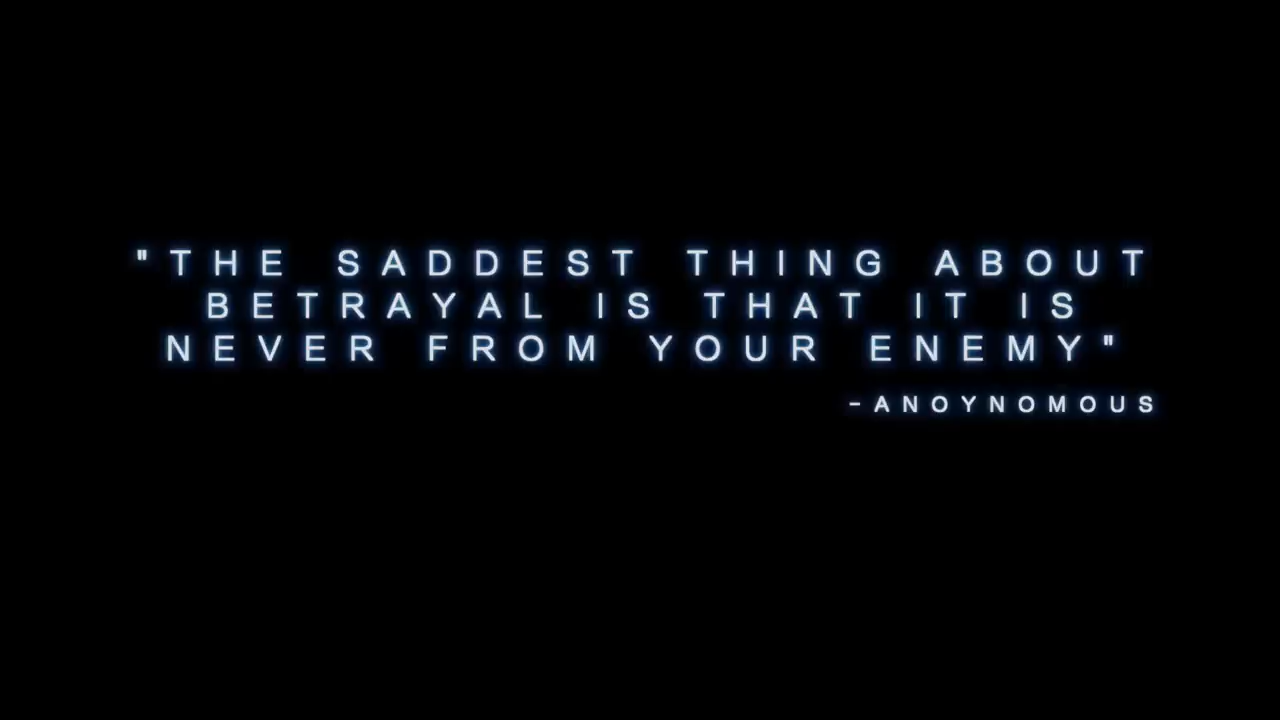 "THE SADDEST THING ABOUT
BETRAYAL IS THAT IT IS
NEVER FROM YOUR ENEMY"
-ANOYNOMOUS